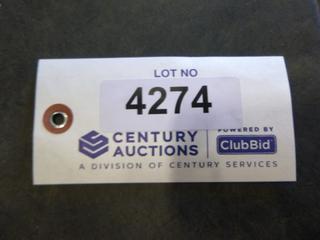 LOT NO
4274
CENTURY AUCTIONS
POWERED BY
ClubBid
A DIVISION OF CENTURY SERVICES